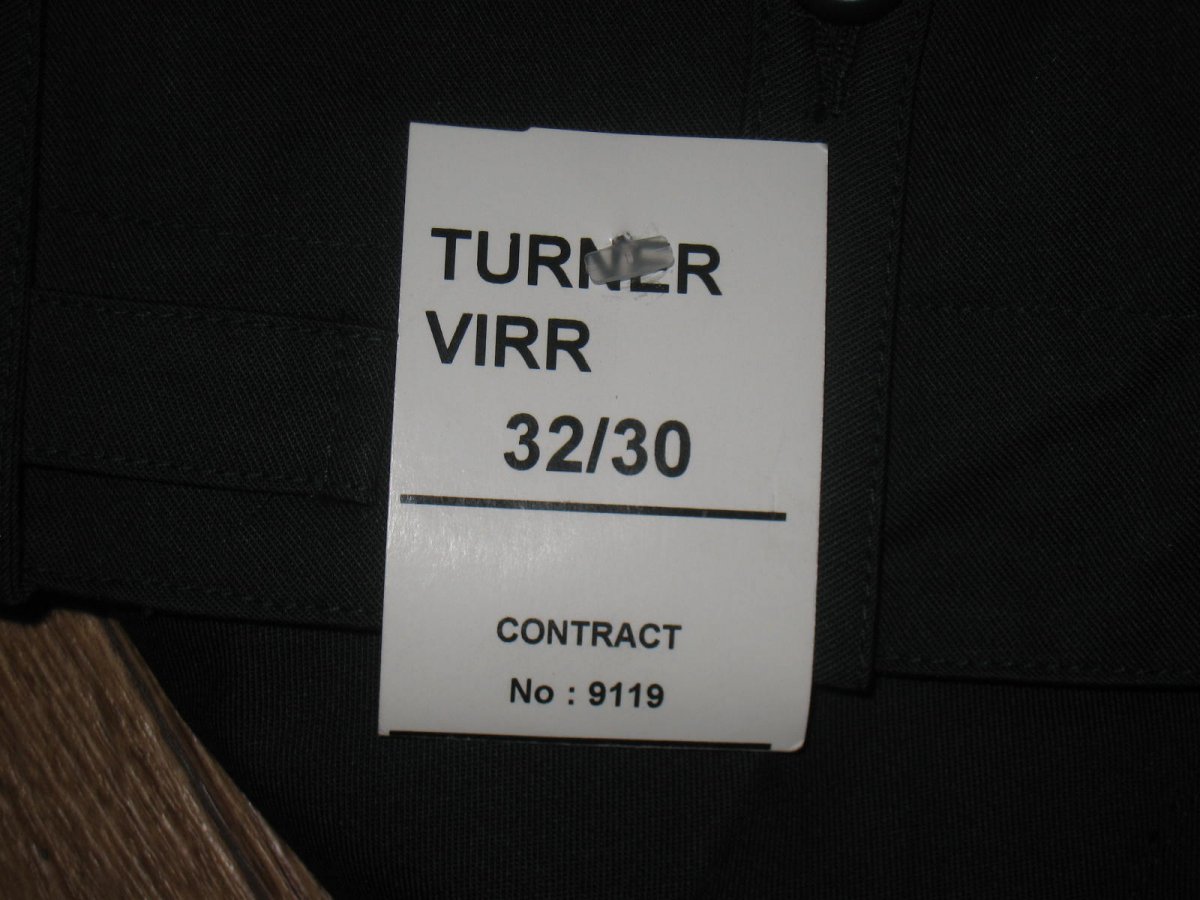 TURNER
VIRR
32/30
CONTRACT
No : 9119